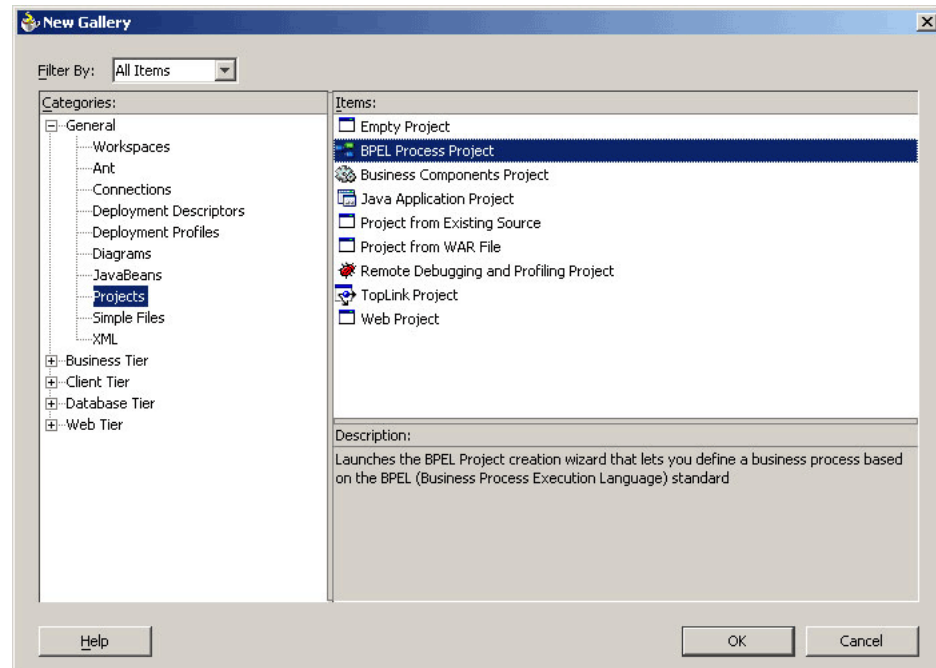 New Gallery
Filter By: All Items
Categories:
General
Workspaces
Ant
Connections
Deployment Descriptors
Deployment Profiles
Diagrams
JavaBeans
Projects
Simple Files
XML
Business Tier
Client Tier
Database Tier
Web Tier
Items:
Empty Project
BPEL Process Project
Business Components Project
Java Application Project
Project from Existing Source
Project from WAR File
Remote Debugging and Profiling Project
TopLink Project
Web Project
Description:
Launches the BPEL Project creation wizard that lets you define a business process based
on the BPEL (Business Process Execution Language) standard
Help
OK
Cancel